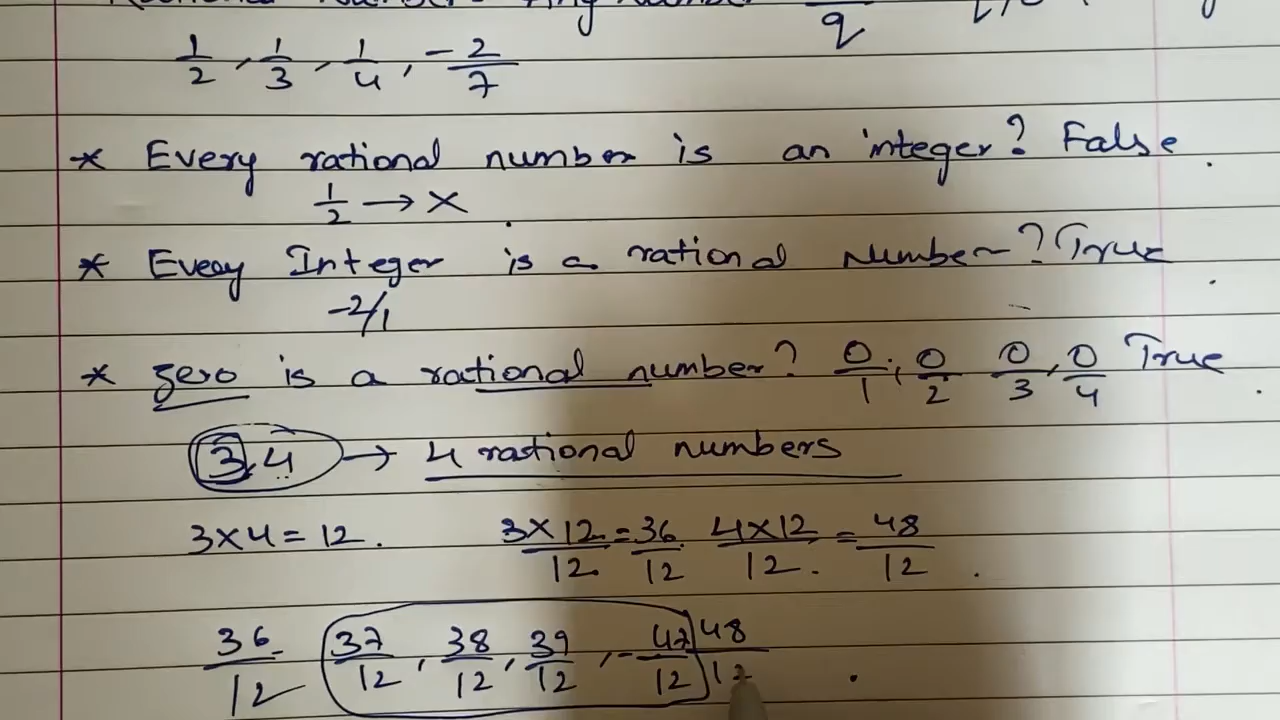 q
1/2, 1/3, 1/4, -2/7
* Every rational number is an integer? False.
1/2 → ×
* Every Integer is a rational Number? True.
-2/1
* zero is a rational number? 0/1, 0/2 0/3, 0/4 True.
3,4 → 4 rational numbers
3×4=12. 3×12/12=36/12 4×12/12=48/12.
36/12 37/12, 38/12, 39/12, -47/12 48/12.